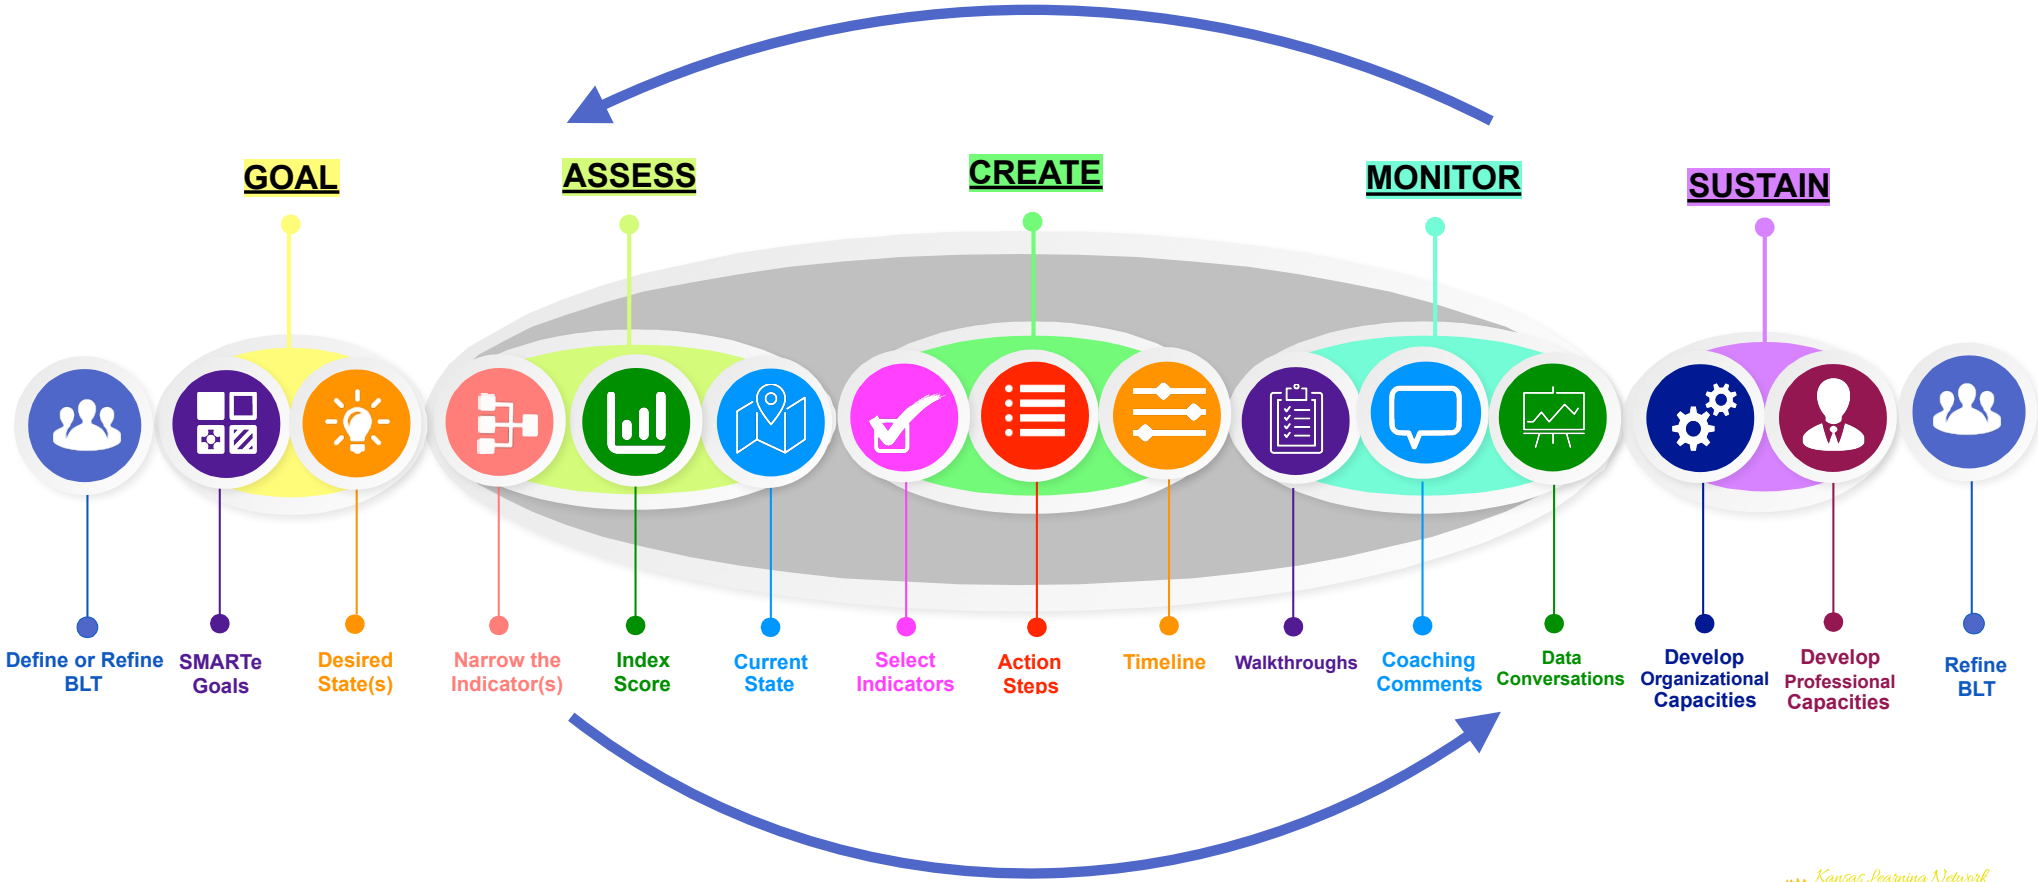 GOAL
ASSESS
CREATE
MONITOR
SUSTAIN
Define or Refine
BLT
SMARTe
Goals
Desired
State(s)
Narrow the
Indicator(s)
Index
Score
Current
State
Select
Indicators
Action
Steps
Timeline
Walkthroughs
Coaching
Comments
Data
Conversations
Develop
Organizational
Capacities
Develop
Professional
Capacities
Refine
BLT
Kansas Learning Network